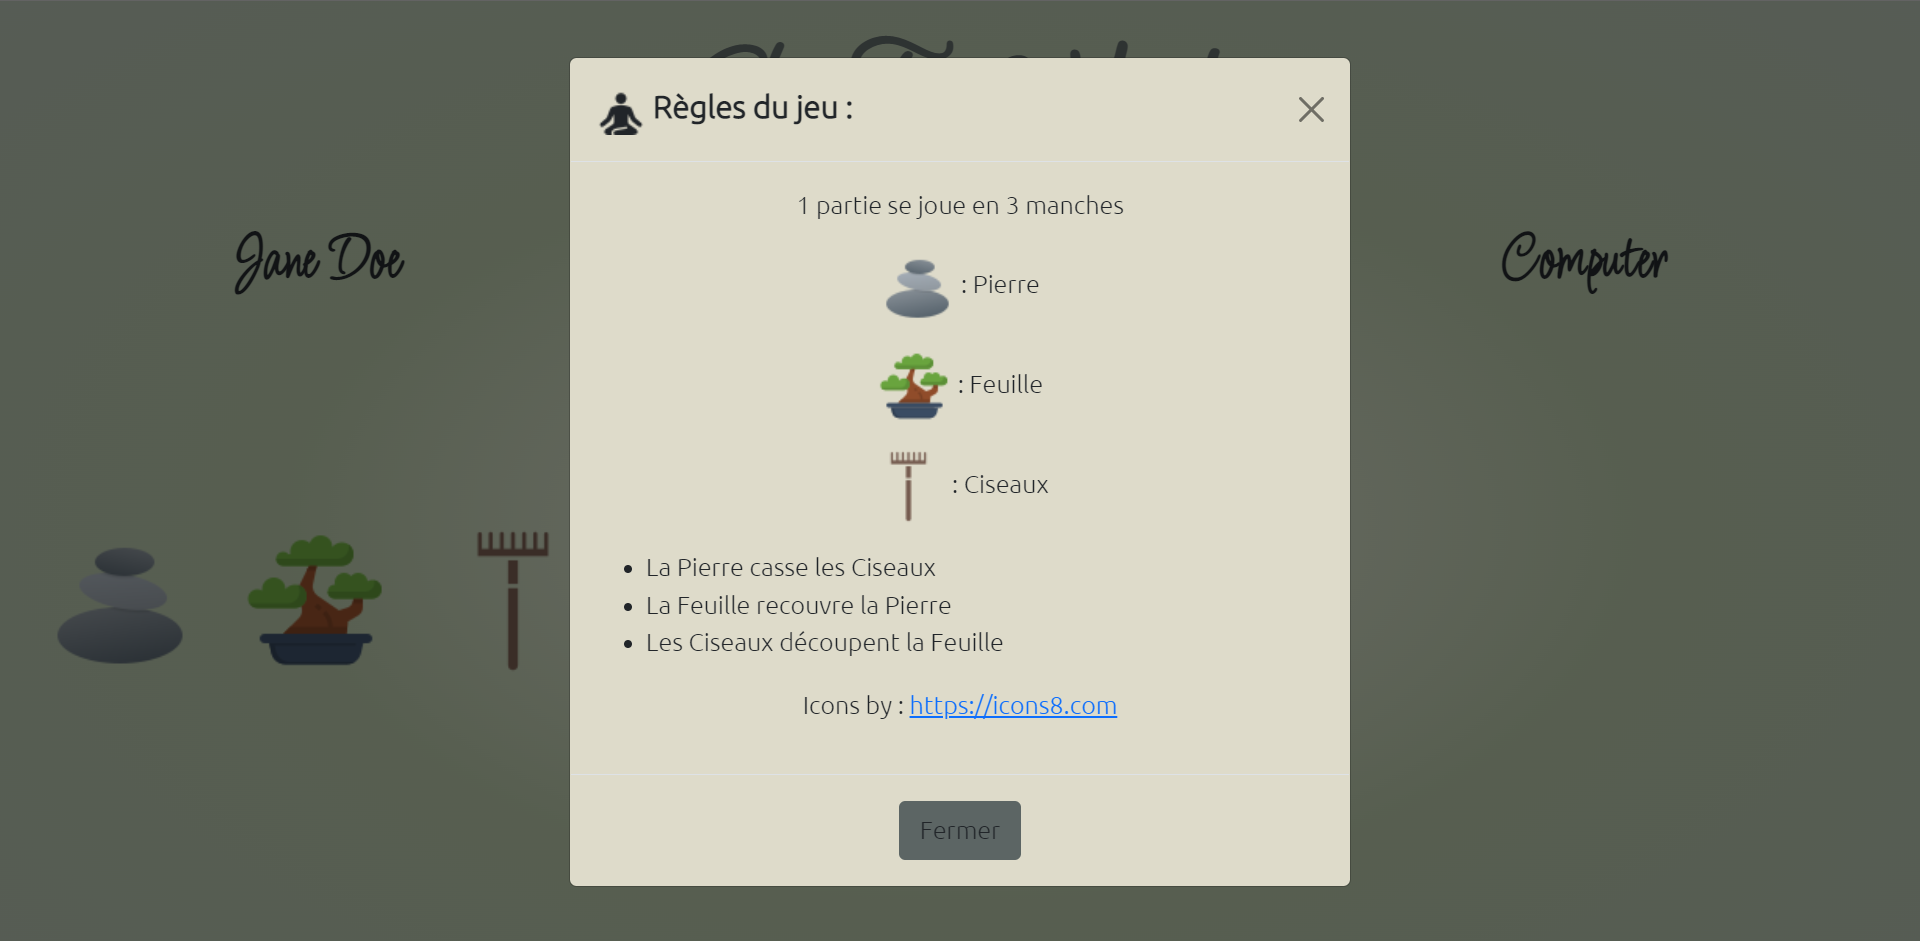 Règles du jeu :
1 partie se joue en 3 manches
: Pierre
: Feuille
: Ciseaux
La Pierre casse les Ciseaux
La Feuille recouvre la Pierre
Les Ciseaux découpent la Feuille
Icons by : https://icons8.com
Fermer
Jane Doe
Computer